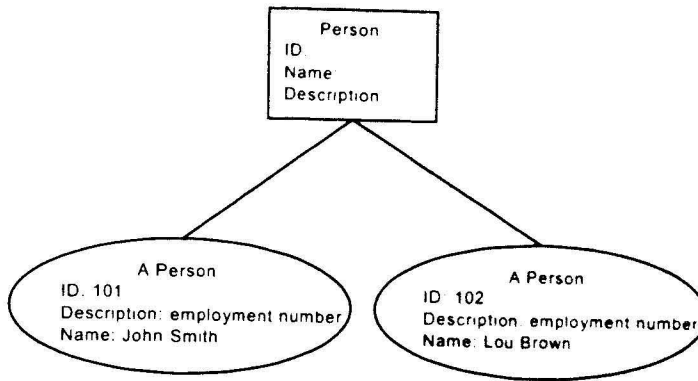 Person
ID.
Name
Description
A Person
ID. 101
Description: employment number
Name: John Smith
A Person
ID: 102
Description: employment number
Name: Lou Brown